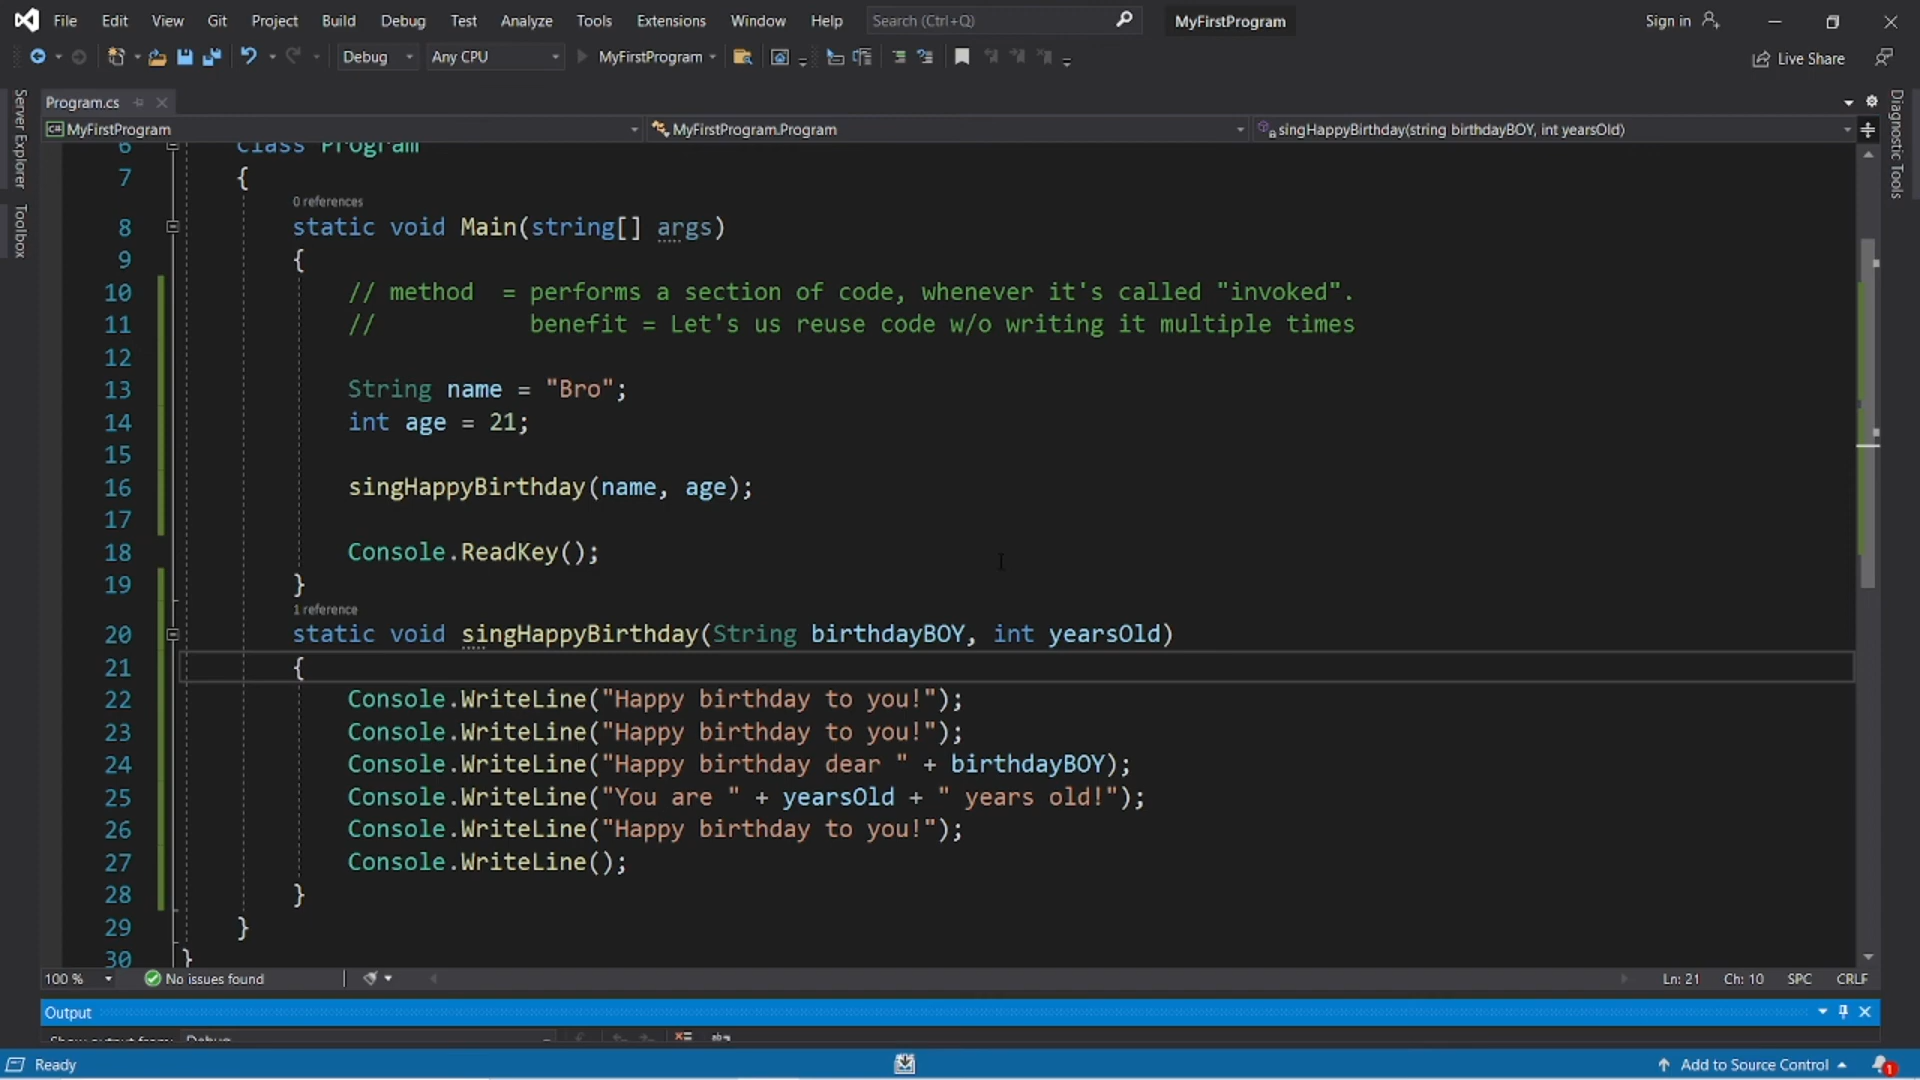 File Edit View Git Project Build Debug Test Analyze Tools Extensions Window Help Search (Ctrl+Q) MyFirstProgram Sign in
Debug Any CPU MyFirstProgram Live Share
Server Explorer
Toolbox
Diagnostic Tools
Program.cs
C# MyFirstProgram MyFirstProgram.Program singHappyBirthday(string birthdayBOY, int yearsOld)
6 class Program
7 {
0 references
8 static void Main(string[] args)
9 {
10 // method = performs a section of code, whenever it's called "invoked".
11 // benefit = Let's us reuse code w/o writing it multiple times
12
13 String name = "Bro";
14 int age = 21;
15
16 singHappyBirthday(name, age);
17
18 Console.ReadKey();
19 }
1 reference
20 static void singHappyBirthday(String birthdayBOY, int yearsOld)
21 {
22 Console.WriteLine("Happy birthday to you!");
23 Console.WriteLine("Happy birthday to you!");
24 Console.WriteLine("Happy birthday dear " + birthdayBOY);
25 Console.WriteLine("You are " + yearsOld + " years old!");
26 Console.WriteLine("Happy birthday to you!");
27 Console.WriteLine();
28 }
29 }
30 }
100 % No issues found Ln: 21 Ch: 10 SPC CRLF
Output
Show output from: Debug
Ready Add to Source Control 1